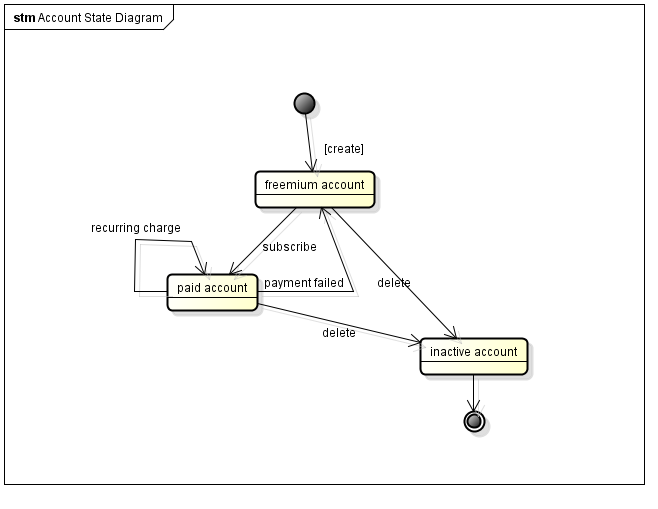 stm Account State Diagram
[create]
freemium account
recurring charge
subscribe
paid account
payment failed
delete
delete
inactive account